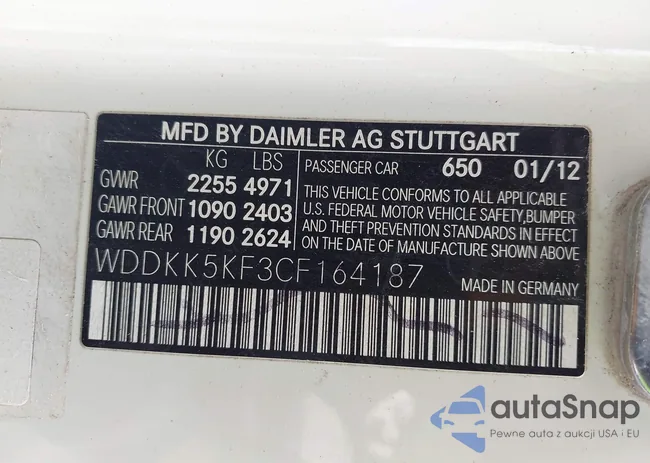 MFD BY DAIMLER AG STUTTGART
KG LBS
GVWR 2255 4971
GAWR FRONT 1090 2403
GAWR REAR 1190 2624
PASSENGER CAR 650 01/12
THIS VEHICLE CONFORMS TO ALL APPLICABLE
U.S. FEDERAL MOTOR VEHICLE SAFETY,BUMPER
AND THEFT PREVENTION STANDARDS IN EFFECT
ON THE DATE OF MANUFACTURE SHOWN ABOVE.
WDDKK5KF3CF164187
MADE IN GERMANY
autoSnap
Pewne auta z aukcji USA i EU